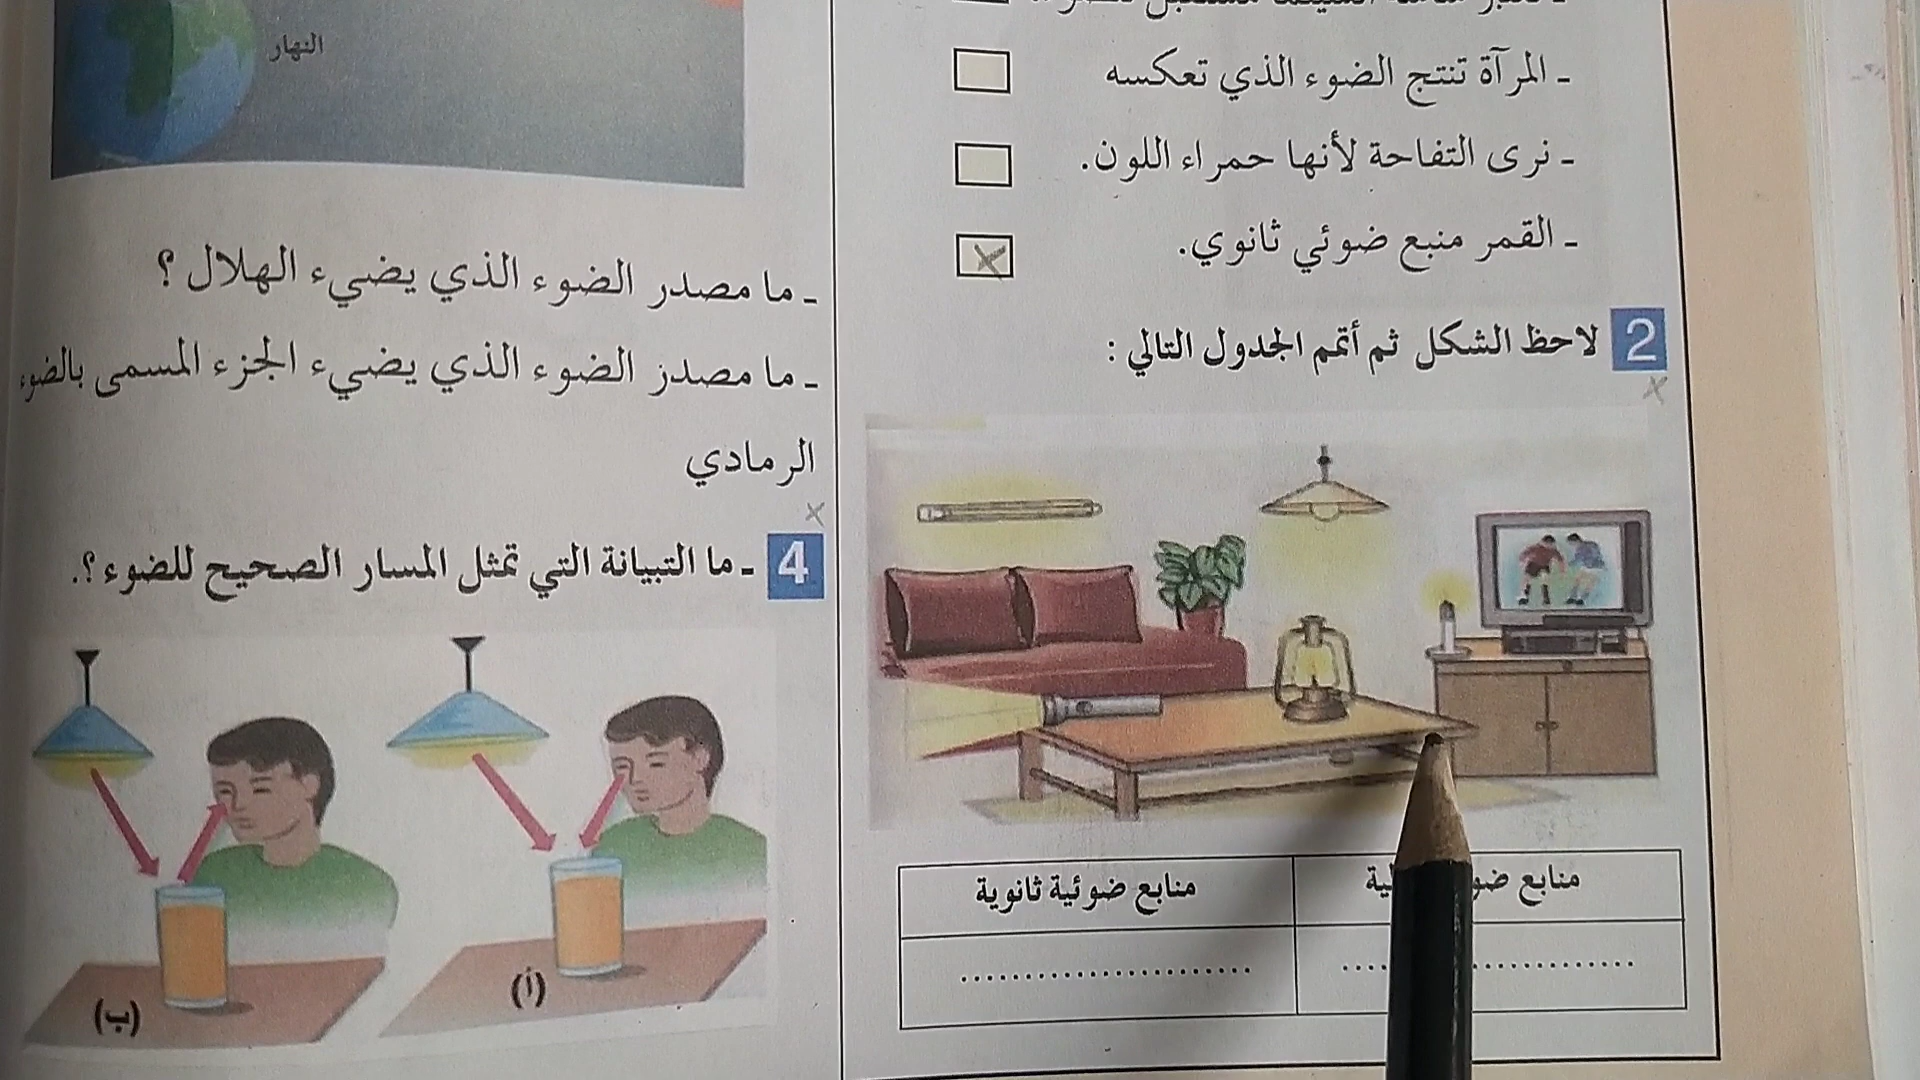 ـ المرآة تنتج الضوء الذي تعكسه
ـ نرى التفاحة لأنها حمراء اللون.
ـ القمر منبع ضوئي ثانوي.
2 لاحظ الشكل ثم أتمم الجدول التالي :
منابع ضوئية ثانوية
منابع
النهار
ـ ما مصدر الضوء الذي يضيء الهلال ؟
ـ ما مصدر الضوء الذي يضيء الجزء المسمى بالضوء
الرمادي
4 ـ ما التبيانة التي تمثل المسار الصحيح للضوء ؟.
(أ)
(ب)